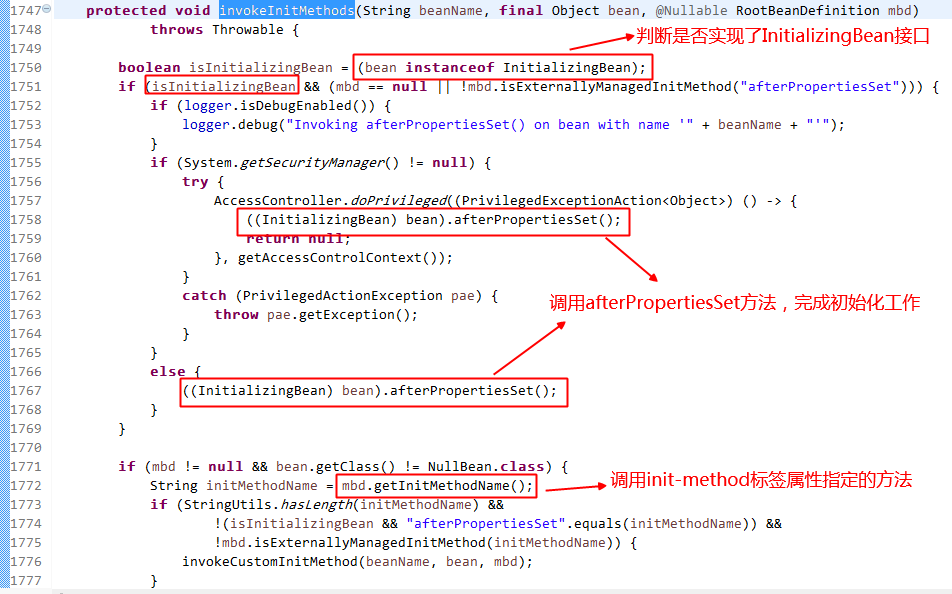 1747 protected void invokeInitMethods(String beanName, final Object bean, @Nullable RootBeanDefinition mbd)
1748 throws Throwable {
判断是否实现了InitializingBean接口
1749
1750 boolean isInitializingBean = (bean instanceof InitializingBean);
1751 if (isInitializingBean && (mbd == null || !mbd.isExternallyManagedInitMethod("afterPropertiesSet"))) {
1752 if (logger.isDebugEnabled()) {
1753 logger.debug("Invoking afterPropertiesSet() on bean with name '" + beanName + "'");
1754 }
1755 if (System.getSecurityManager() != null) {
1756 try {
1757 AccessController.doPrivileged((PrivilegedExceptionAction<Object>) () -> {
1758 ((InitializingBean) bean).afterPropertiesSet();
1759 return null;
1760 }, getAccessControlContext());
1761 }
1762 catch (PrivilegedActionException pae) {
调用afterPropertiesSet方法，完成初始化工作
1763 throw pae.getException();
1764 }
1765 }
1766 else {
1767 ((InitializingBean) bean).afterPropertiesSet();
1768 }
1769 }
1770
1771 if (mbd != null && bean.getClass() != NullBean.class) {
1772 String initMethodName = mbd.getInitMethodName();
调用init-method标签属性指定的方法
1773 if (StringUtils.hasLength(initMethodName) &&
1774 !(isInitializingBean && "afterPropertiesSet".equals(initMethodName)) &&
1775 !mbd.isExternallyManagedInitMethod(initMethodName)) {
1776 invokeCustomInitMethod(beanName, bean, mbd);
1777 }